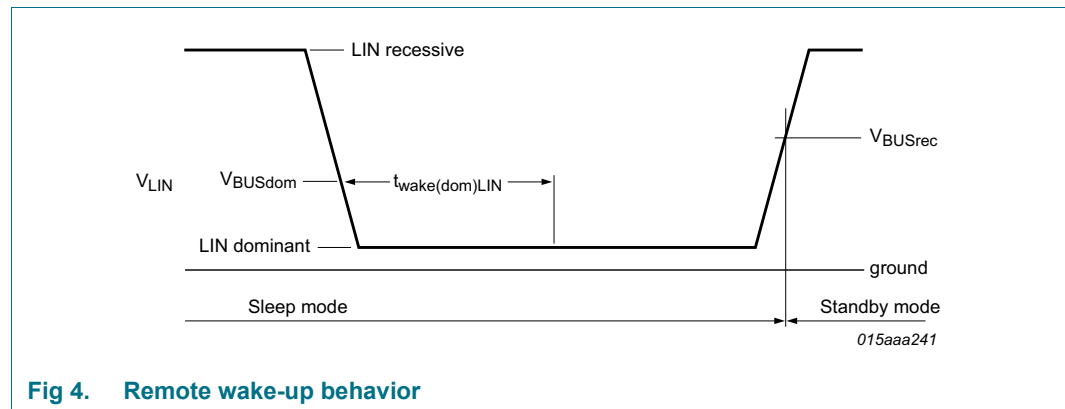 LIN recessive
VBUSrec
VLIN
VBUSdom
twake(dom)LIN
LIN dominant
ground
Sleep mode
Standby mode
015aaa241
Fig 4. Remote wake-up behavior